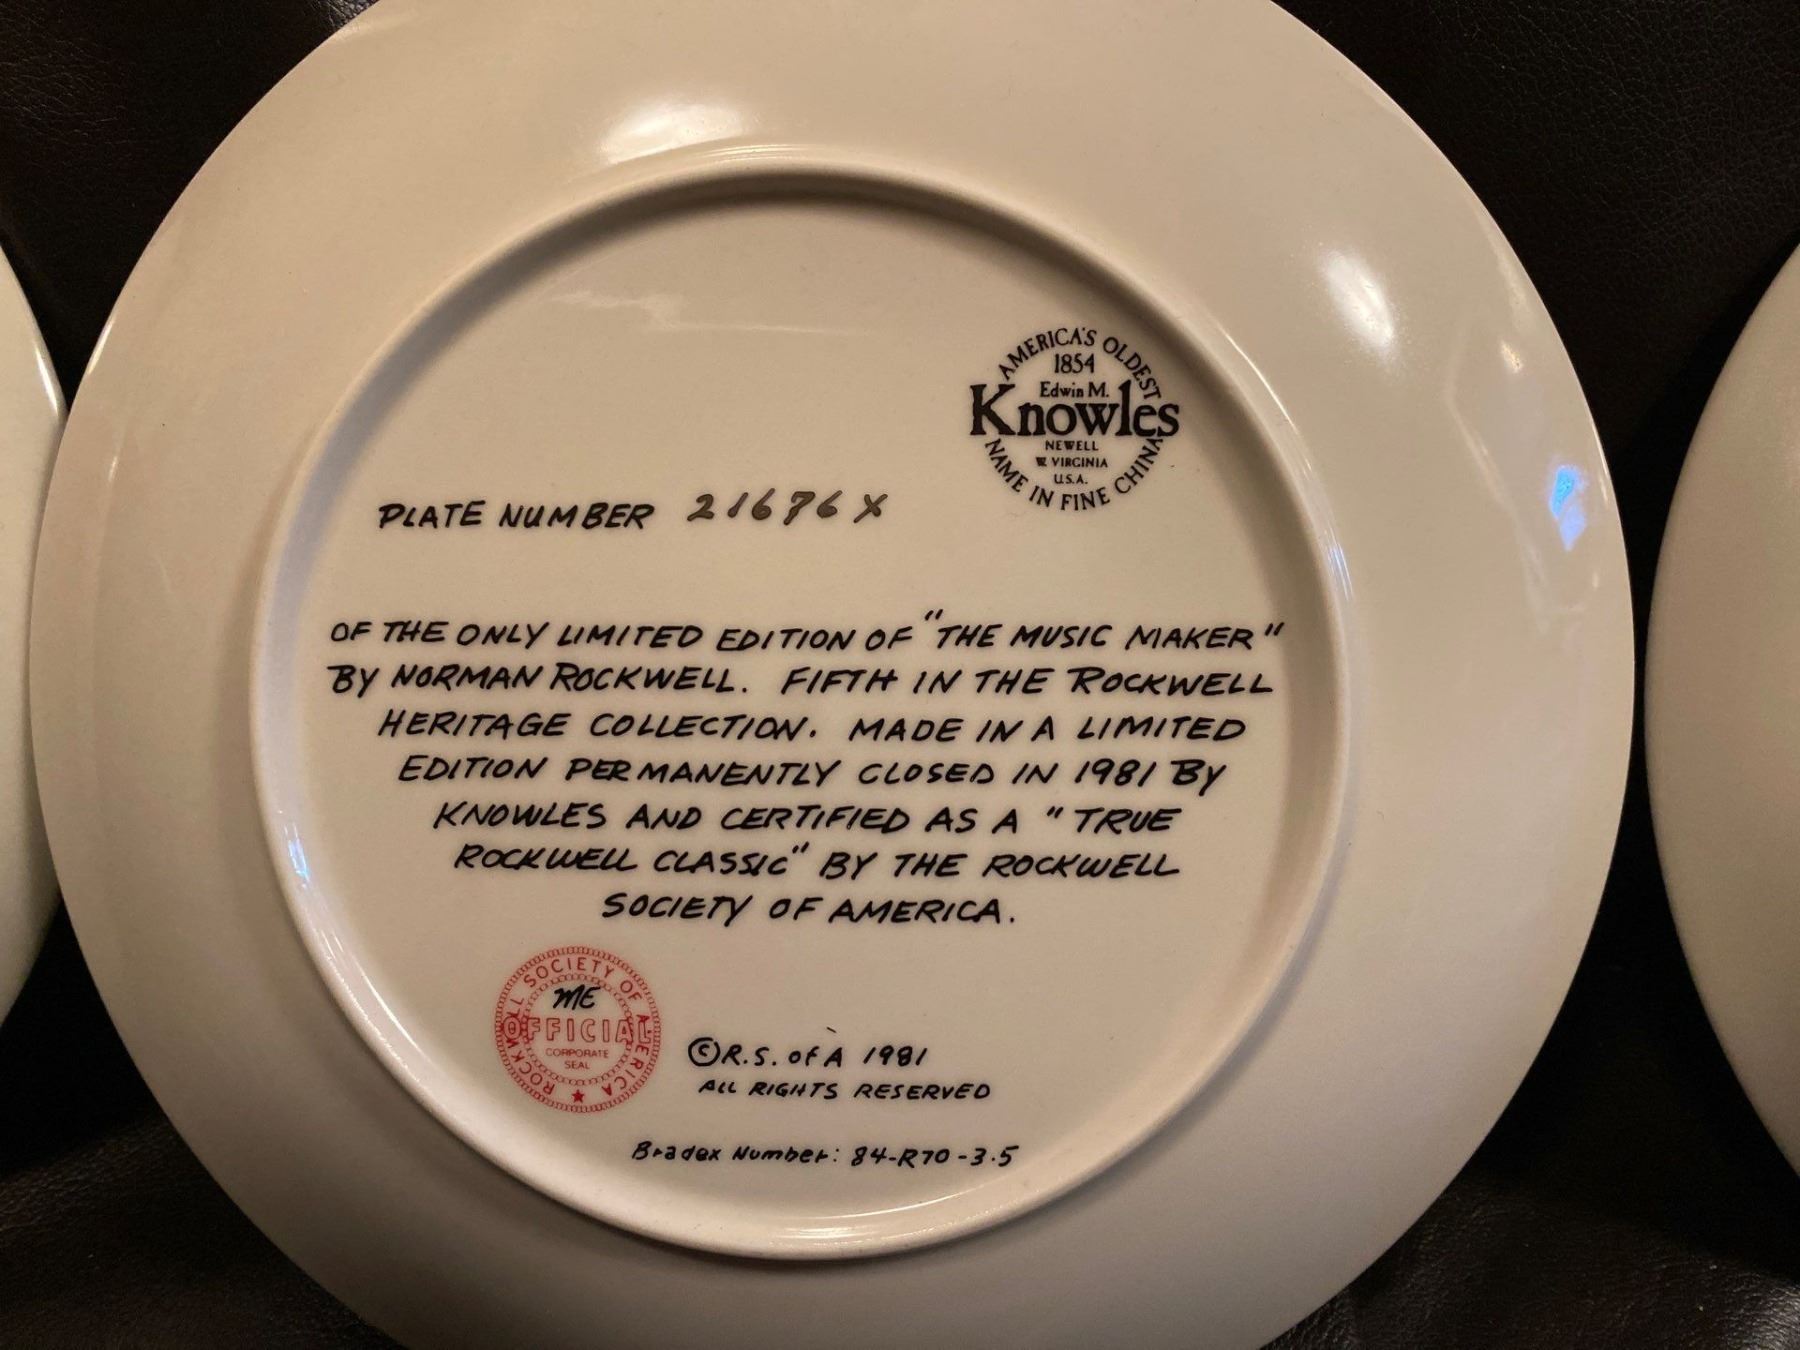 AMERICA'S OLDEST
1854
Edwin M.
Knowles
NEWELL
W. VIRGINIA
U.S.A.
NAME IN FINE CHINA
PLATE NUMBER 21676X
OF THE ONLY LIMITED EDITION OF "THE MUSIC MAKER"
BY NORMAN ROCKWELL. FIFTH IN THE ROCKWELL
HERITAGE COLLECTION. MADE IN A LIMITED
EDITION PERMANENTLY CLOSED IN 1981 BY
KNOWLES AND CERTIFIED AS A "TRUE
ROCKWELL CLASSIC" BY THE ROCKWELL
SOCIETY OF AMERICA.
ROCKWELL SOCIETY OF AMERICA
ME
OFFICIAL
CORPORATE
SEAL
© R.S. of A 1981
ALL RIGHTS RESERVED
Bradex Number: 84-R70-3.5